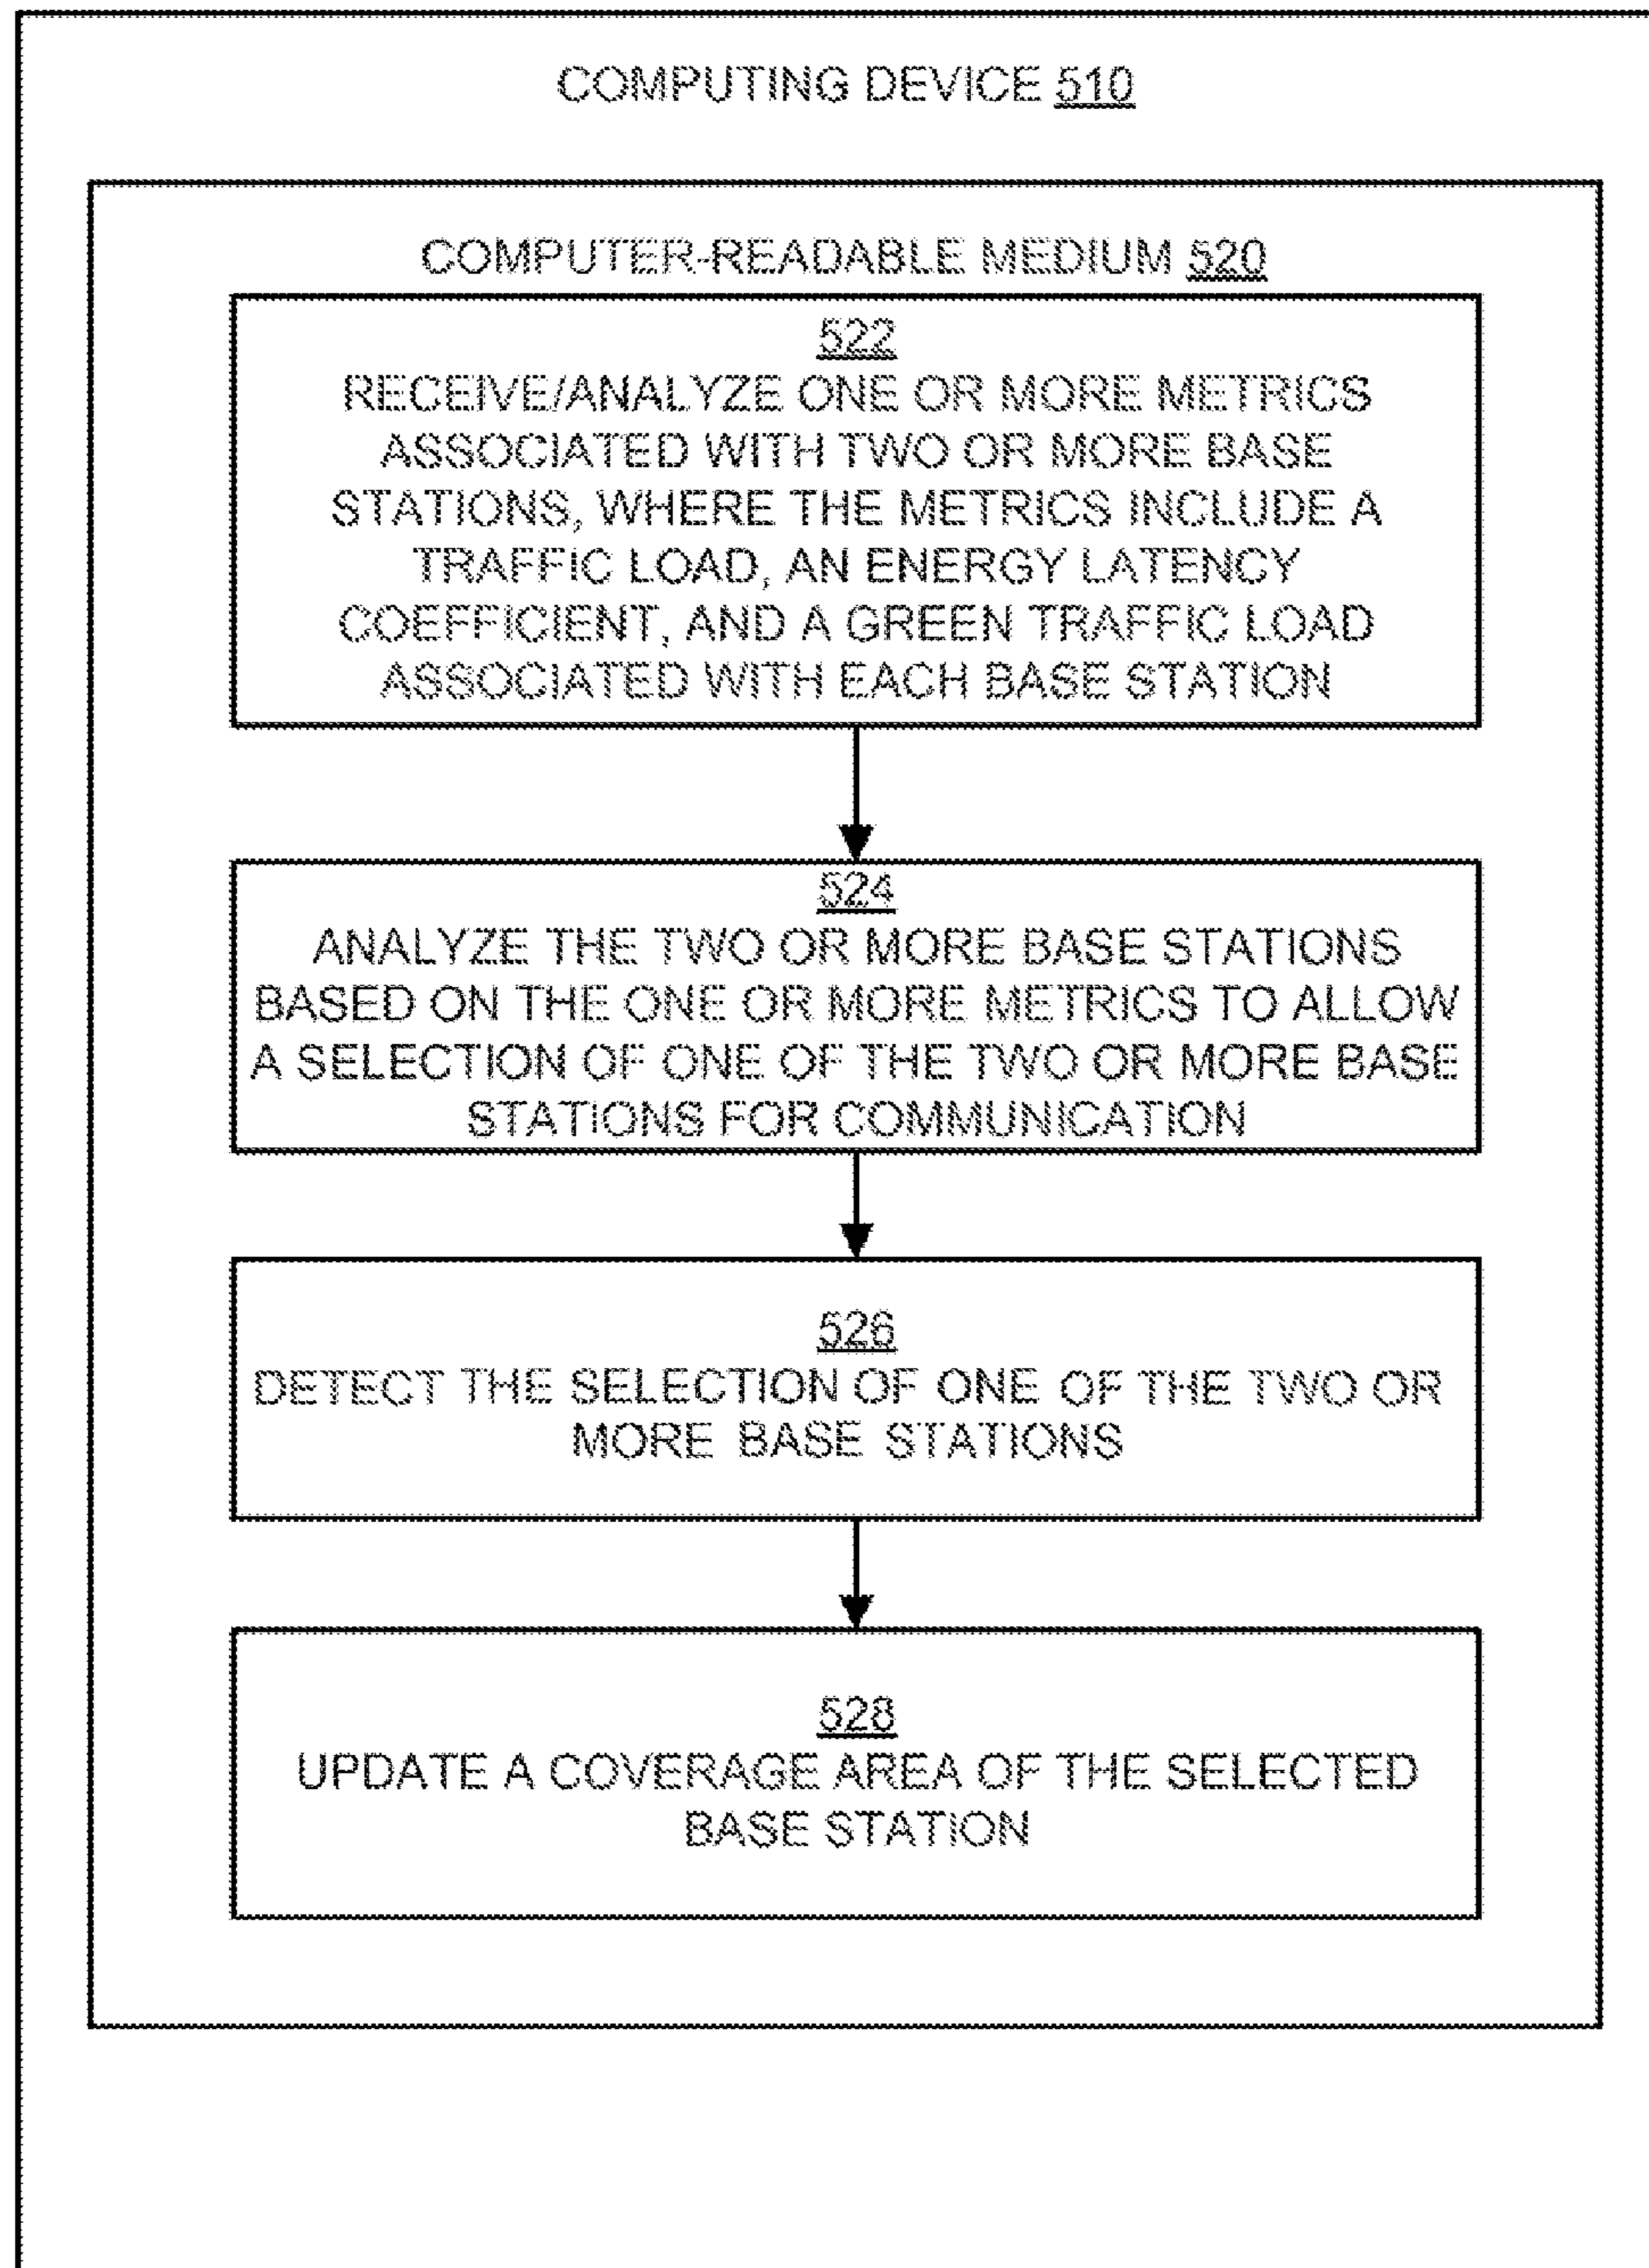 COMPUTING DEVICE 510
COMPUTER-READABLE MEDIUM 520
522
RECEIVE/ANALYZE ONE OR MORE METRICS
ASSOCIATED WITH TWO OR MORE BASE
STATIONS, WHERE THE METRICS INCLUDE A
TRAFFIC LOAD, AN ENERGY LATENCY
COEFFICIENT, AND A GREEN TRAFFIC LOAD
ASSOCIATED WITH EACH BASE STATION
524
ANALYZE THE TWO OR MORE BASE STATIONS
BASED ON THE ONE OR MORE METRICS TO ALLOW
A SELECTION OF ONE OF THE TWO OR MORE BASE
STATIONS FOR COMMUNICATION
526
DETECT THE SELECTION OF ONE OF THE TWO OR
MORE BASE STATIONS
528
UPDATE A COVERAGE AREA OF THE SELECTED
BASE STATION